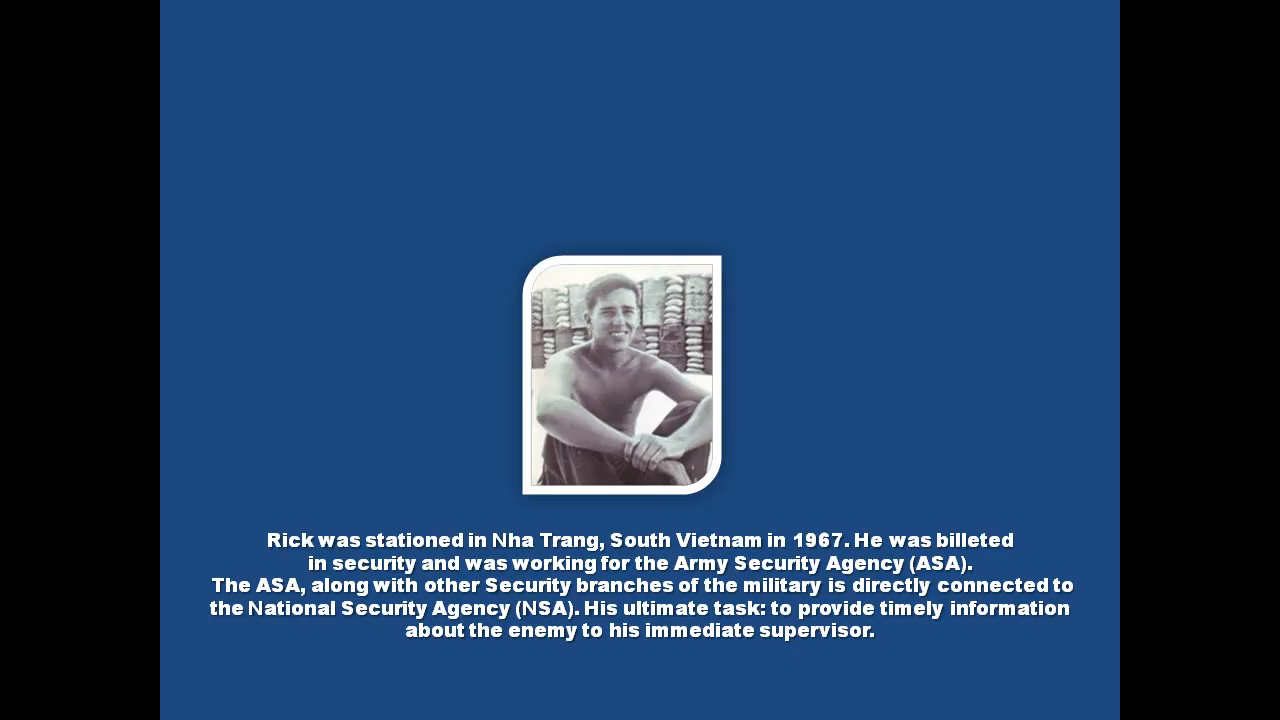 Rick was stationed in Nha Trang, South Vietnam in 1967. He was billeted
in security and was working for the Army Security Agency (ASA).
The ASA, along with other Security branches of the military is directly connected to
the National Security Agency (NSA). His ultimate task: to provide timely information
about the enemy to his immediate supervisor.